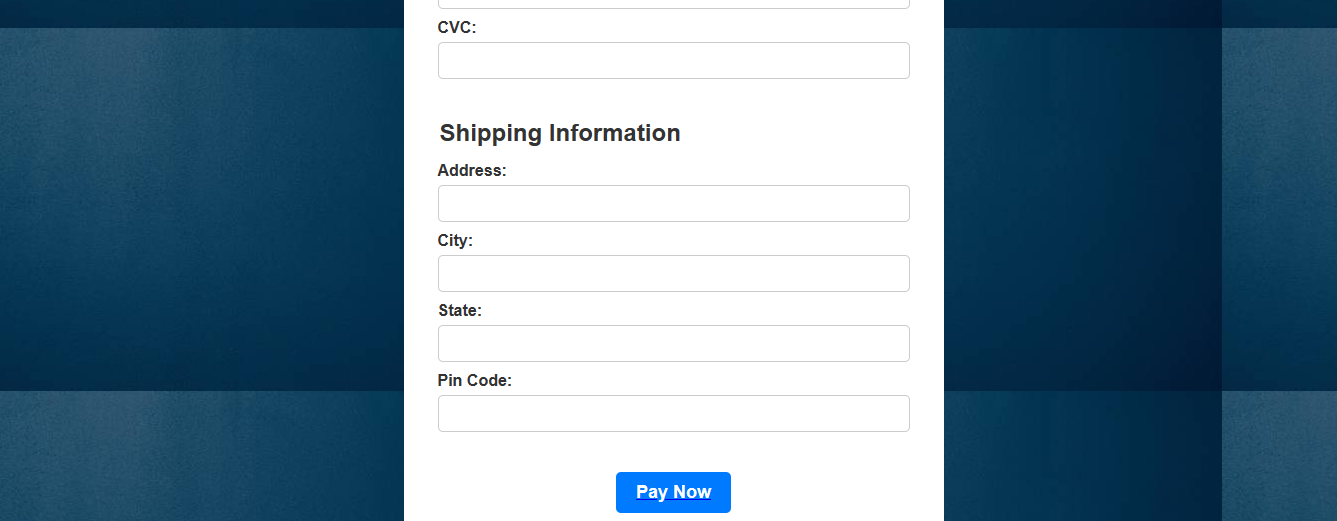 CVC:
Shipping Information
Address:
City:
State:
Pin Code:
Pay Now